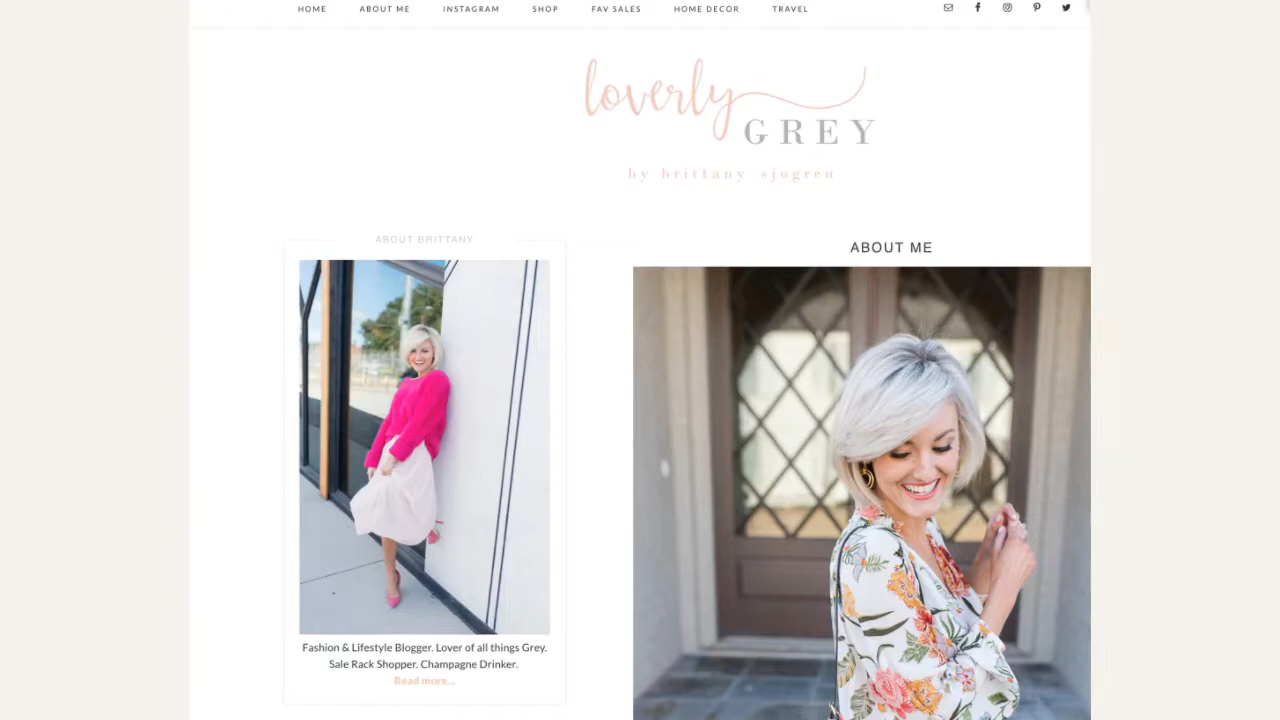 HOME ABOUT ME INSTAGRAM SHOP FAV SALES HOME DECOR TRAVEL
loverly
GREY
by brittany sjogren
ABOUT BRITTANY
ABOUT ME
Fashion & Lifestyle Blogger. Lover of all things Grey.
Sale Rack Shopper. Champagne Drinker.
Read more...